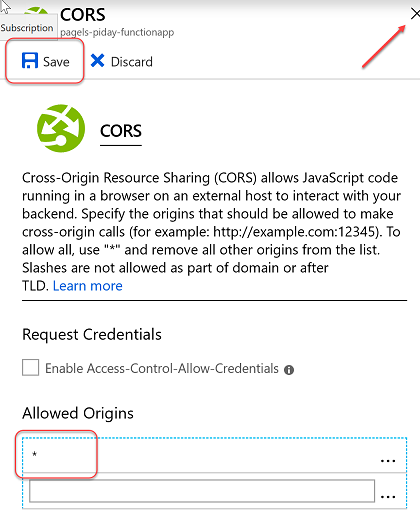 CORS
Subscription
pagels-piday-functionapp
Save
Discard
CORS
Cross-Origin Resource Sharing (CORS) allows JavaScript code
running in a browser on an external host to interact with your
backend. Specify the origins that should be allowed to make
cross-origin calls (for example: http://example.com:12345). To
allow all, use "*" and remove all other origins from the list.
Slashes are not allowed as part of domain or after
TLD. Learn more
Request Credentials
Enable Access-Control-Allow-Credentials
Allowed Origins
*
...
...